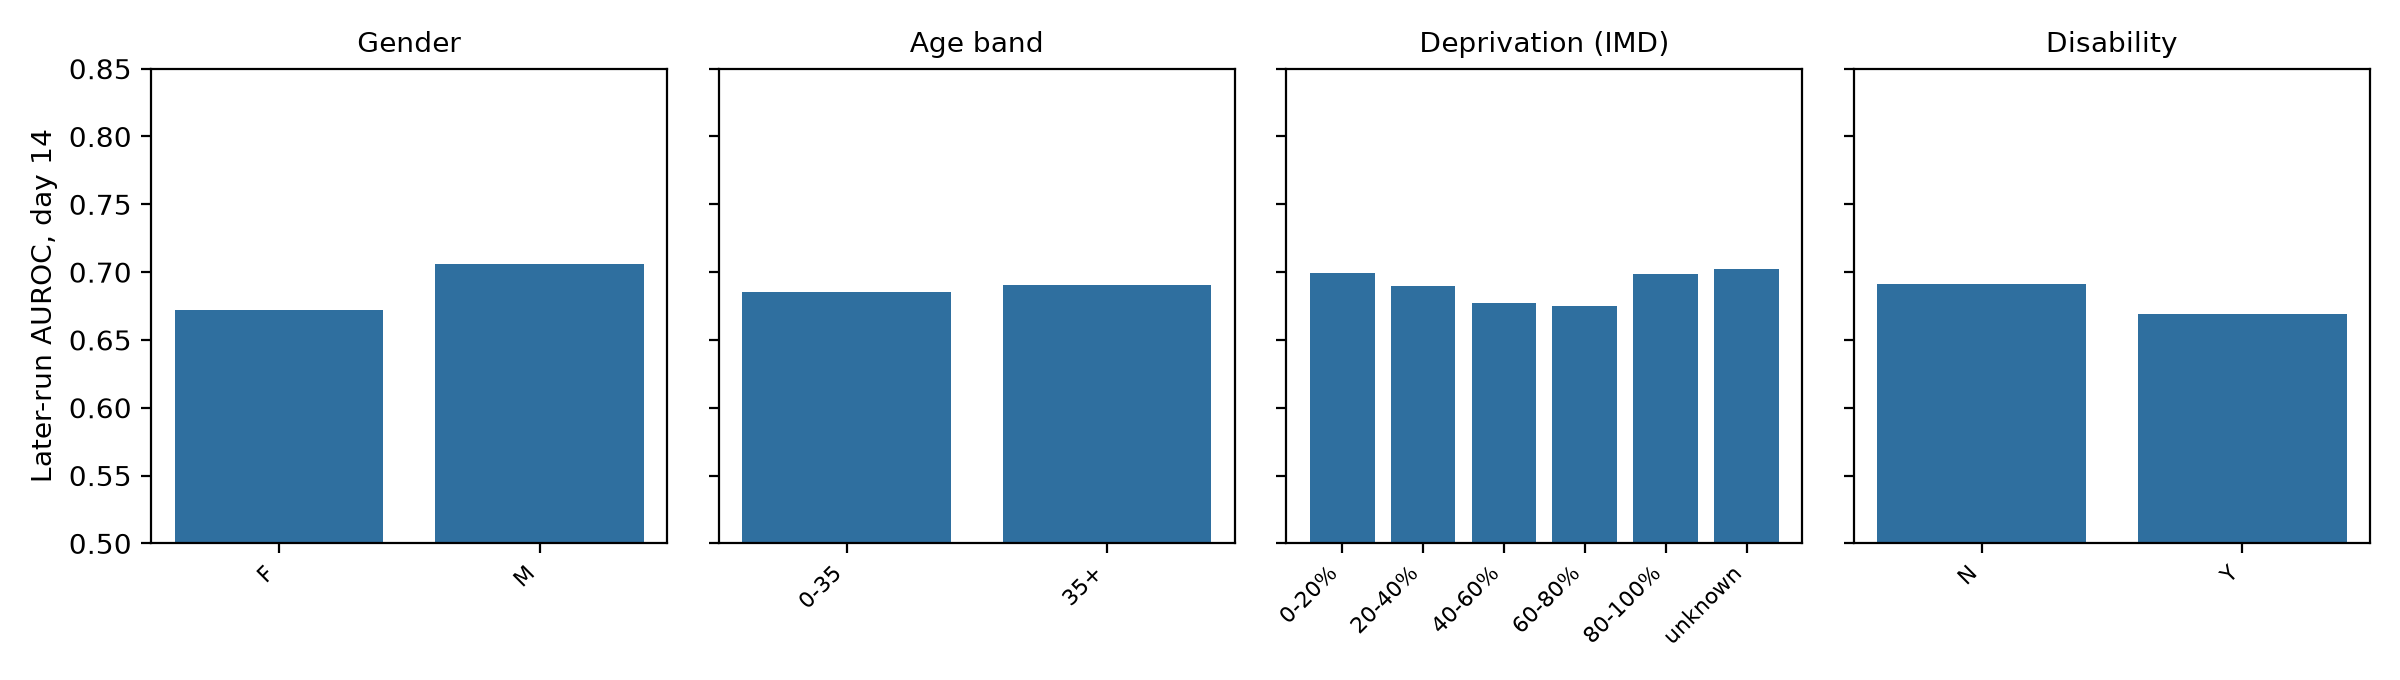 Gender
Age band
Deprivation (IMD)
Disability
Later-run AUROC, day 14
0.85
0.80
0.75
0.70
0.65
0.60
0.55
0.50
F
M
0-35
35+
0-20%
20-40%
40-60%
60-80%
80-100%
unknown
N
Y